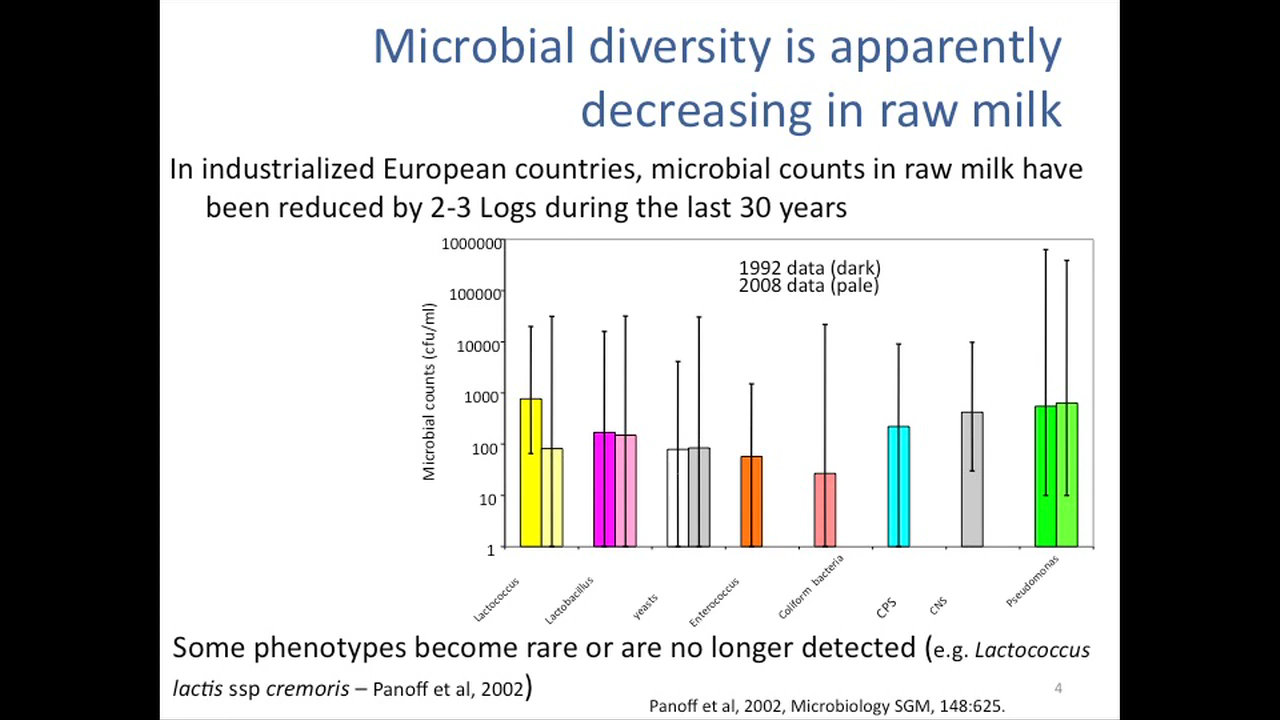 Microbial diversity is apparently
decreasing in raw milk
In industrialized European countries, microbial counts in raw milk have
been reduced by 2-3 Logs during the last 30 years
1000000
100000
10000
1000
100
10
1
Microbial counts (cfu/ml)
1992 data (dark)
2008 data (pale)
Lactococcus
Lactobacillus
yeasts
Enterococcus
Coliform bacteria
CPS
CNS
Pseudomonas
Some phenotypes become rare or are no longer detected (e.g. Lactococcus
lactis ssp cremoris – Panoff et al, 2002)
4
Panoff et al, 2002, Microbiology SGM, 148:625.